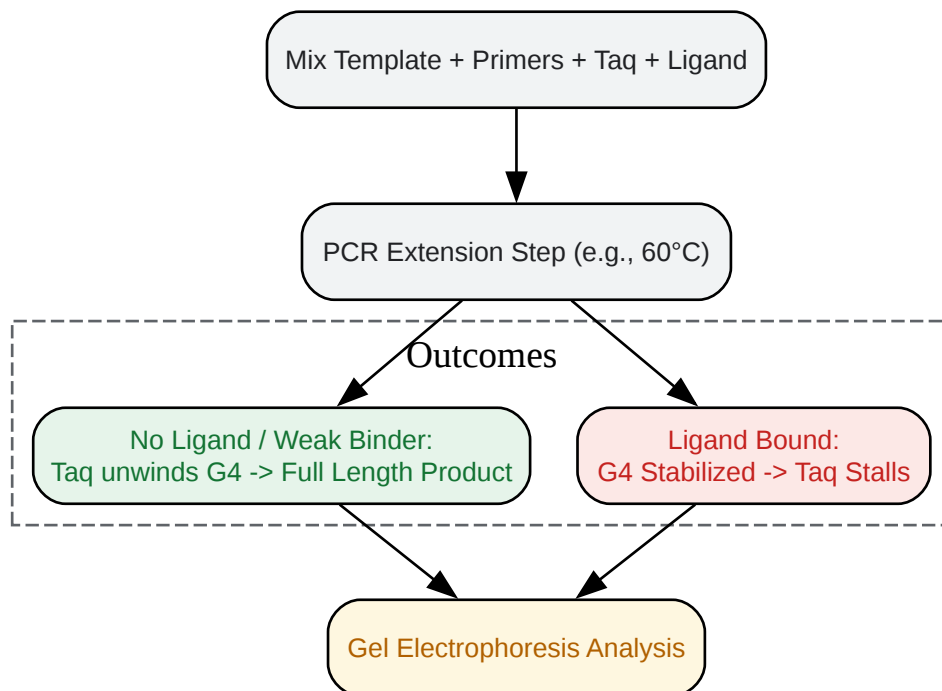 Mix Template + Primers + Taq + Ligand
PCR Extension Step (e.g., 60°C)
Outcomes
No Ligand / Weak Binder:
Taq unwinds G4 -> Full Length Product
Ligand Bound:
G4 Stabilized -> Taq Stalls
Gel Electrophoresis Analysis